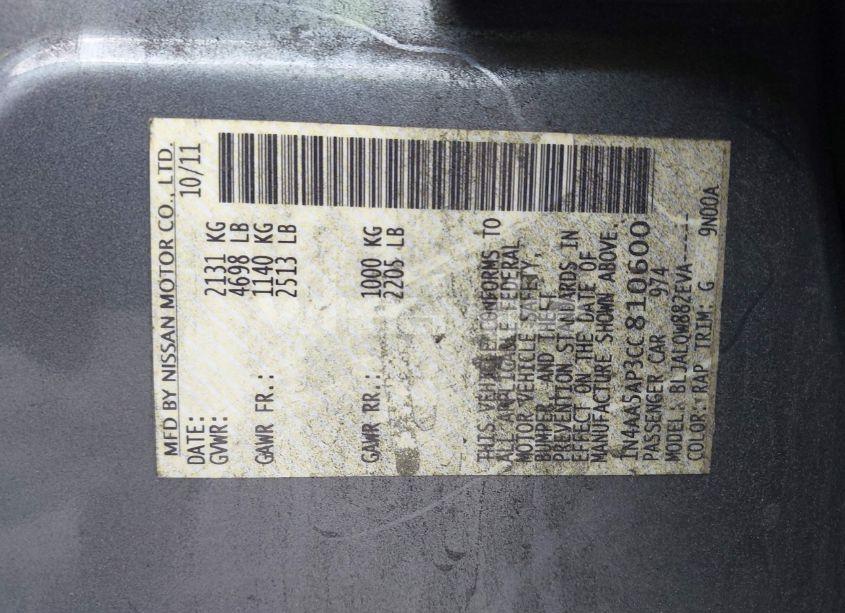 MFD BY NISSAN MOTOR CO., LTD.
DATE: 10/11
GVWR: 2131 KG
4698 LB
GAWR FR.: 1140 KG
2513 LB
GAWR RR.: 1000 KG
2205 LB
THIS VEHICLE CONFORMS TO
ALL APPLICABLE FEDERAL
MOTOR VEHICLE SAFETY,
BUMPER AND THEFT
PREVENTION STANDARDS IN
EFFECT ON THE DATE OF
MANUFACTURE SHOWN ABOVE.
1N4AA5AP3CC810600
PASSENGER CAR 974
MODEL: BLJALQW882EVA-----
COLOR: RAP TRIM: G 9N00A